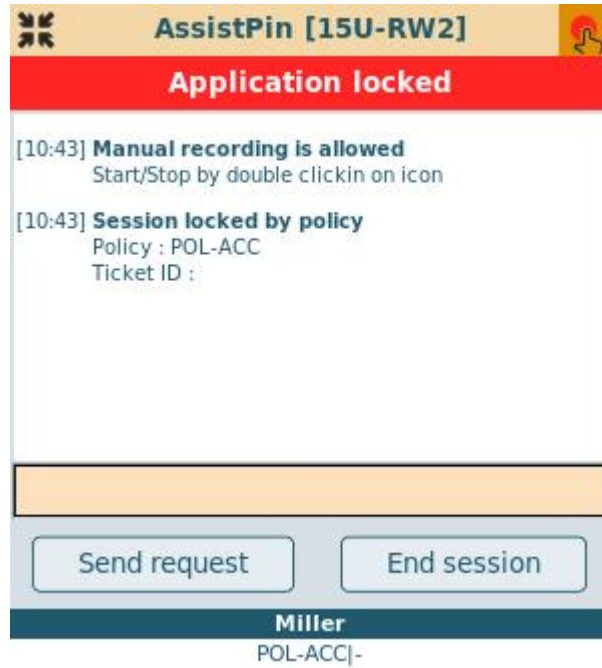 AssistPin [15U-RW2]
Application locked
[10:43] Manual recording is allowed
Start/Stop by double clickin on icon
[10:43] Session locked by policy
Policy : POL-ACC
Ticket ID :
Send request
End session
Miller
POL-ACC|-